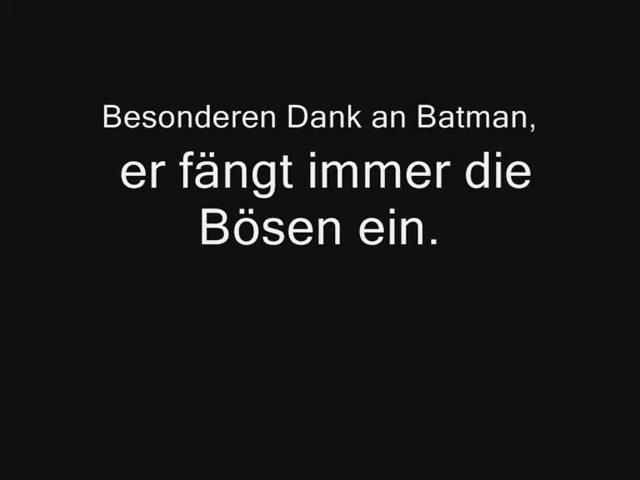 Besonderen Dank an Batman,
er fängt immer die
Bösen ein.